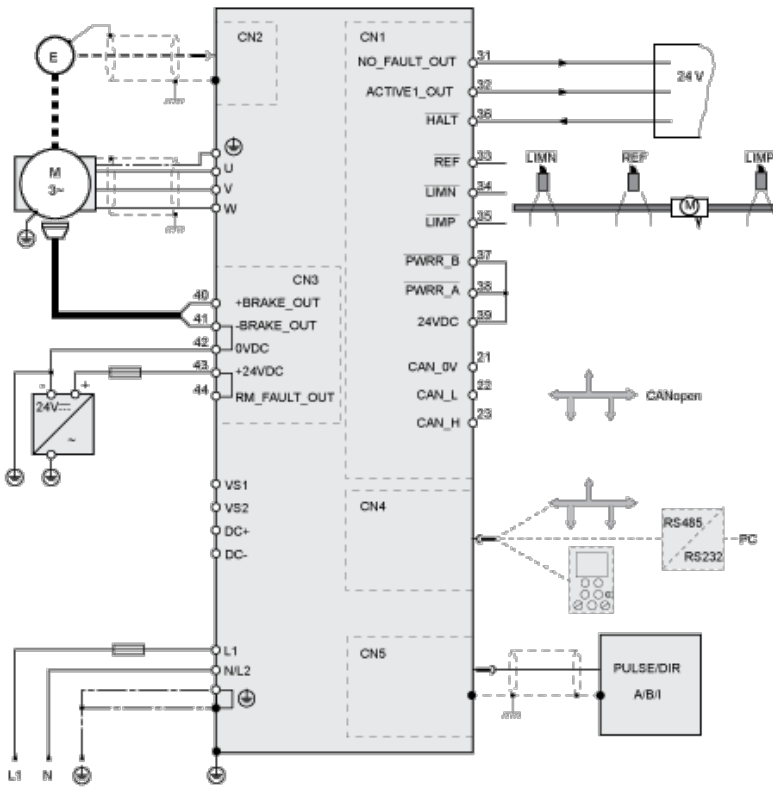 CN2
CN1
E
NO_FAULT_OUT
31
ACTIVE1_OUT
32
24 V
HALT
36
M
3~
U
V
W
REF
33
LIMN
34
LIMP
35
LIMN
REF
LIMP
M
PWRR_B
37
PWRR_A
38
24VDC
39
CN3
40
+BRAKE_OUT
41
-BRAKE_OUT
42
0VDC
43
+24VDC
44
RM_FAULT_OUT
- +
24V
~
CAN_0V
21
CAN_L
22
CAN_H
23
CANopen
VS1
VS2
DC+
DC-
CN4
RS485
RS232
PC
L1
N/L2
CN5
PULSE/DIR
A/B/I
L1
N